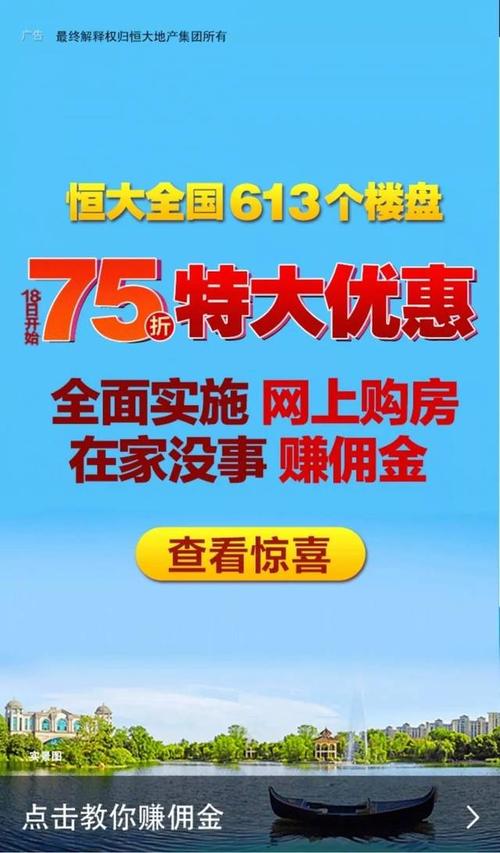 广告 最终解释权归恒大地产集团所有
恒大全国613个楼盘
18日开始 75折 特大优惠
全面实施 网上购房
在家没事 赚佣金
查看惊喜
实景图
点击教你赚佣金